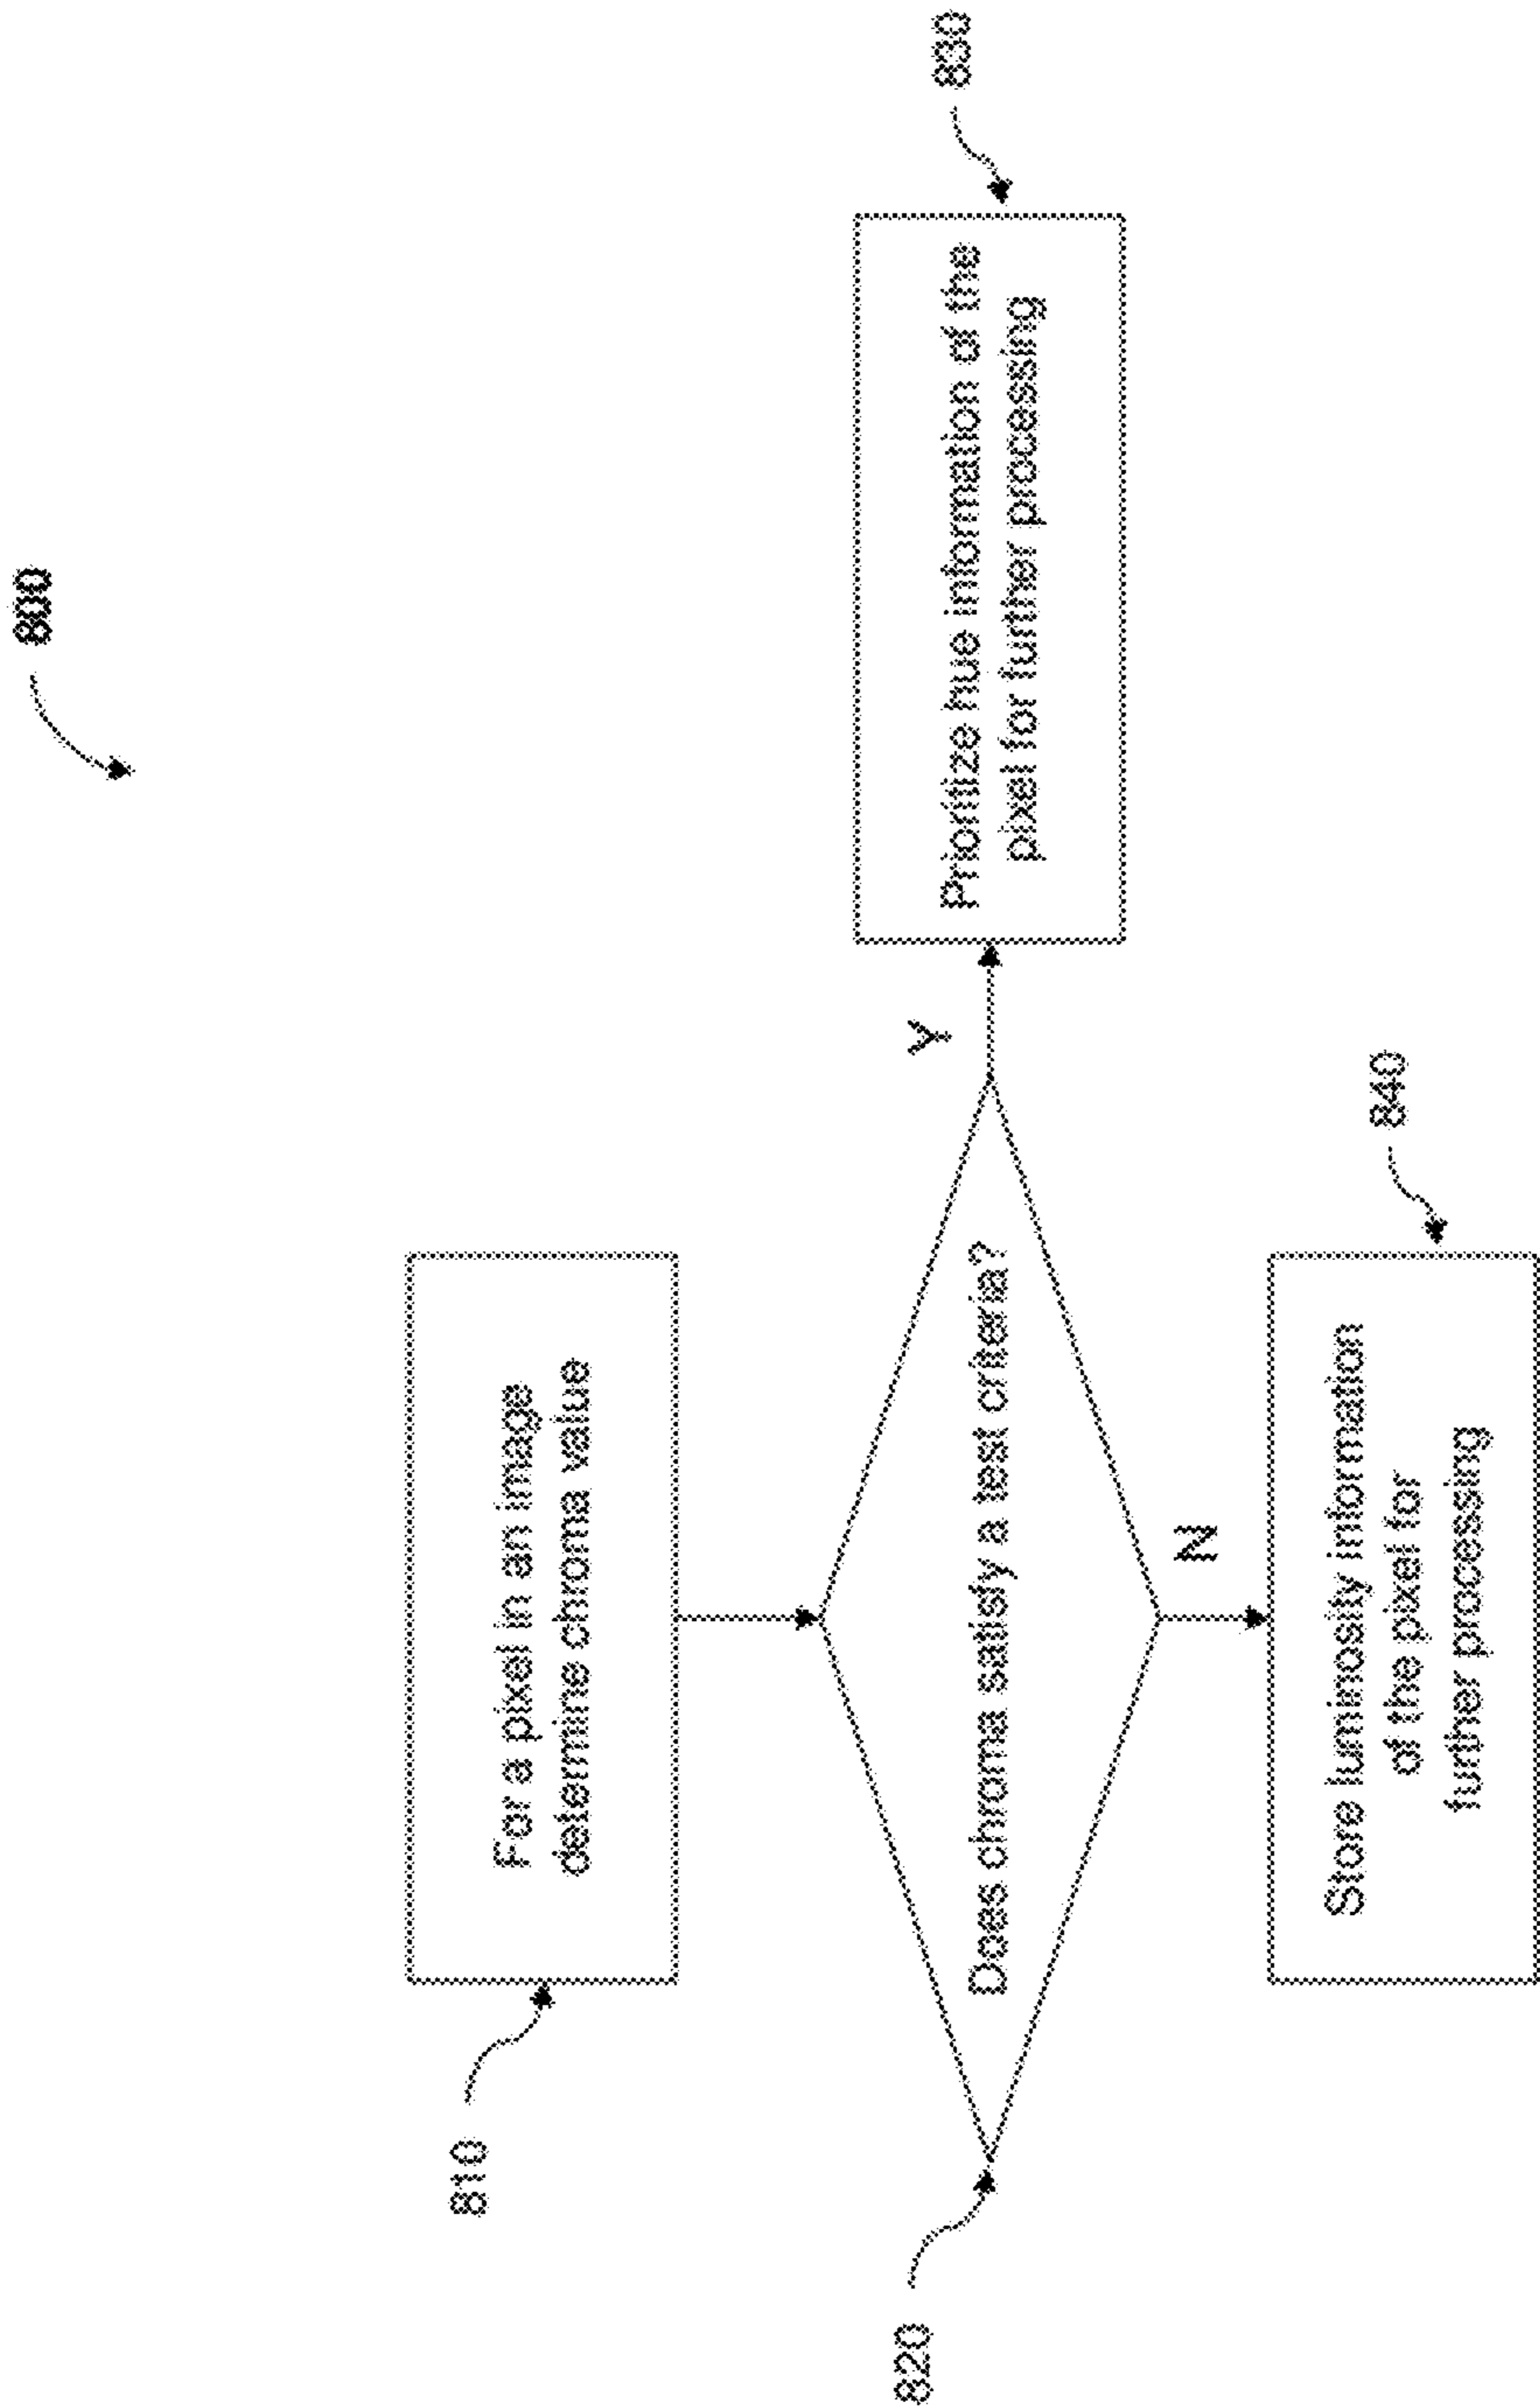 800
810
For a pixel in an image
determine chroma value
820
Does chroma satisfy a test criteria?
Y
830
Prioritize hue information of the
pixel for further processing
N
840
Store luminosity information
of the pixel for
further processing